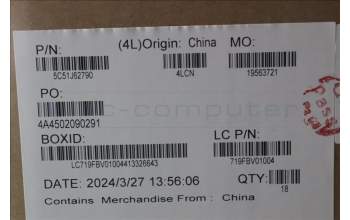 P/N: (4L)Origin: China MO:
5C51J62790 4LCN 19563721
PO:
4A4502090291
BOXID: LC P/N:
LC719FBV01004413326643 719FBV01004
DATE: 2024/3/27 13:56:06 QTY:
18
Contains Merchandise From : China